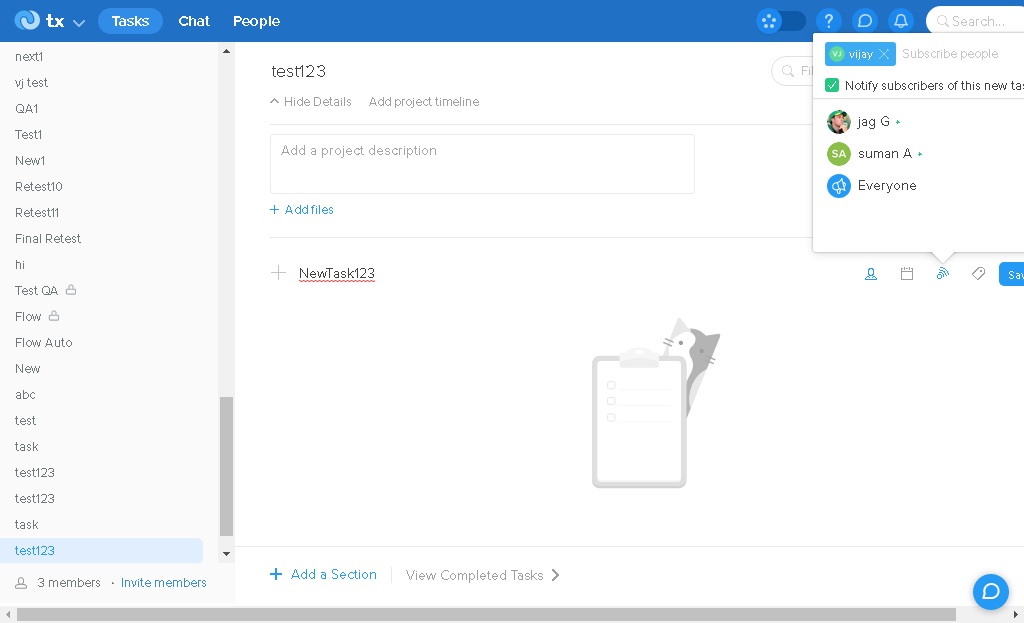 tx
Tasks
Chat
People
?
Search...
next1
vj test
QA1
Test1
New1
Retest10
Retest11
Final Retest
hi
Test QA
Flow
Flow Auto
New
abc
test
task
test123
test123
task
test123
3 members · Invite members
test123
Hide Details
Add project timeline
Add a project description
+ Add files
NewTask123
VJ vijay
Subscribe people
Notify subscribers of this new tas
jag G
SA suman A
Everyone
Sav
+ Add a Section
View Completed Tasks